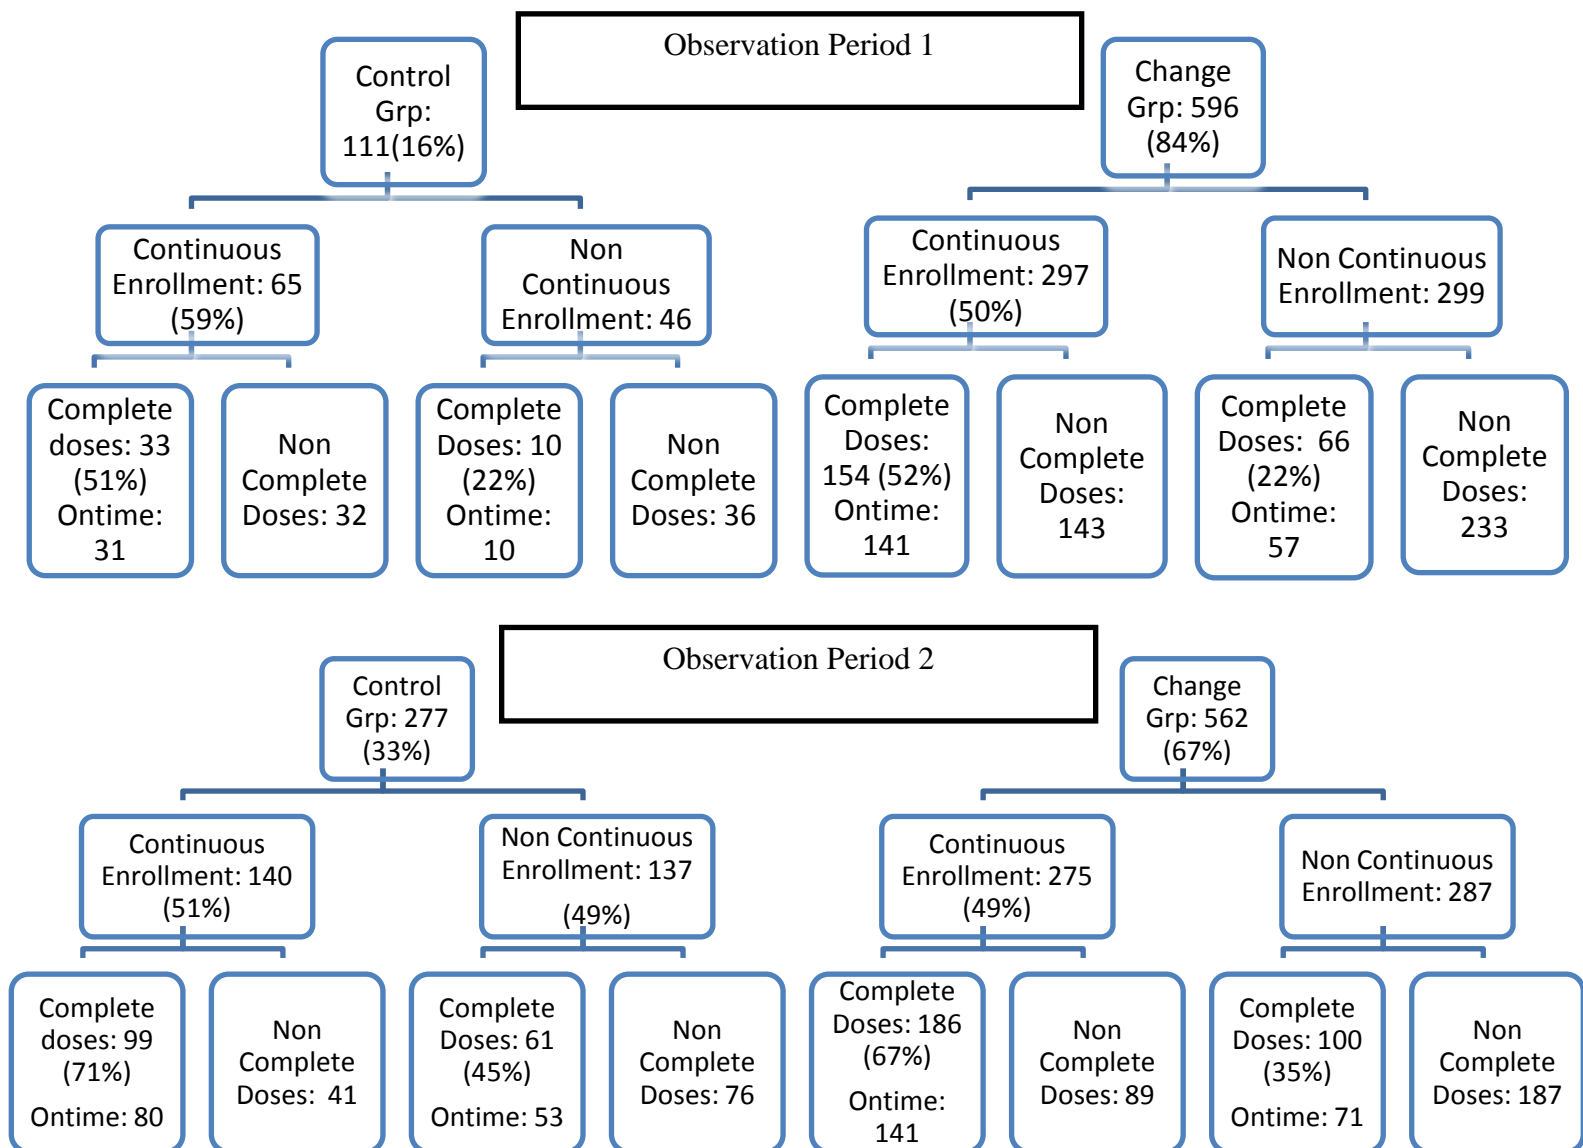 Observation Period 1
Control
Grp:
111(16%)
Change
Grp: 596
(84%)
Continuous
Enrollment: 65
(59%)
Non
Continuous
Enrollment: 46
Continuous
Enrollment: 297
(50%)
Non Continuous
Enrollment: 299
Complete
doses: 33
(51%)
Ontime:
31
Non
Complete
Doses: 32
Complete
Doses: 10
(22%)
Ontime:
10
Non
Complete
Doses: 36
Complete
Doses:
154 (52%)
Ontime:
141
Non
Complete
Doses:
143
Complete
Doses: 66
(22%)
Ontime:
57
Non
Complete
Doses:
233
Observation Period 2
Control
Grp: 277
(33%)
Change
Grp: 562
(67%)
Continuous
Enrollment: 140
(51%)
Non Continuous
Enrollment: 137
(49%)
Continuous
Enrollment: 275
(49%)
Non Continuous
Enrollment: 287
Complete
doses: 99
(71%)
Ontime: 80
Non
Complete
Doses: 41
Complete
Doses: 61
(45%)
Ontime: 53
Non
Complete
Doses: 76
Complete
Doses: 186
(67%)
Ontime:
141
Non
Complete
Doses: 89
Complete
Doses: 100
(35%)
Ontime: 71
Non
Complete
Doses: 187